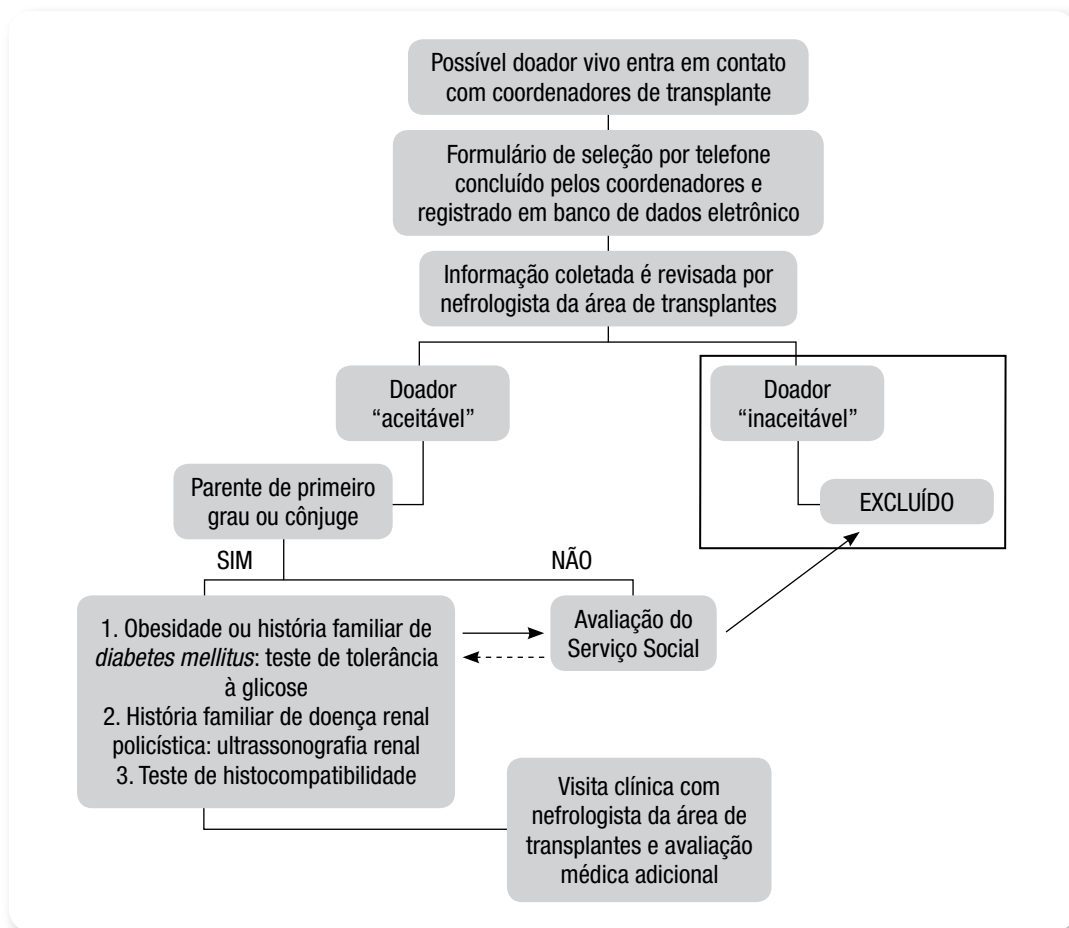 Possível doador vivo entra em contato
com coordenadores de transplante
Formulário de seleção por telefone
concluído pelos coordenadores e
registrado em banco de dados eletrônico
Informação coletada é revisada por
nefrologista da área de transplantes
Doador
“aceitável”
Doador
“inaceitável”
Parente de primeiro
grau ou cônjuge
EXCLUÍDO
SIM
NÃO
1. Obesidade ou história familiar de
diabetes mellitus: teste de tolerância
à glicose
2. História familiar de doença renal
policística: ultrassonografia renal
3. Teste de histocompatibilidade
Avaliação do
Serviço Social
Visita clínica com
nefrologista da área de
transplantes e avaliação
médica adicional